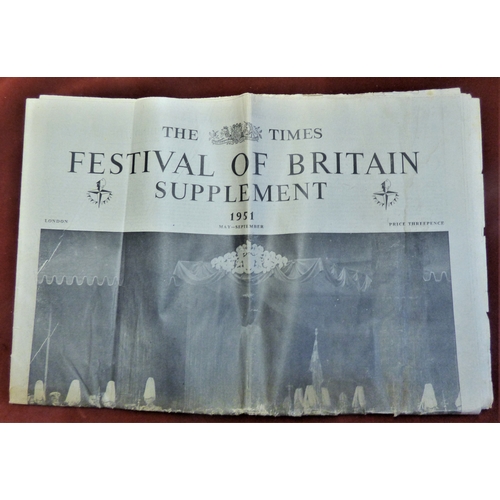 THE TIMES
FESTIVAL OF BRITAIN
SUPPLEMENT
1951
MAY—SEPTEMBER
LONDON PRICE THREEPENCE